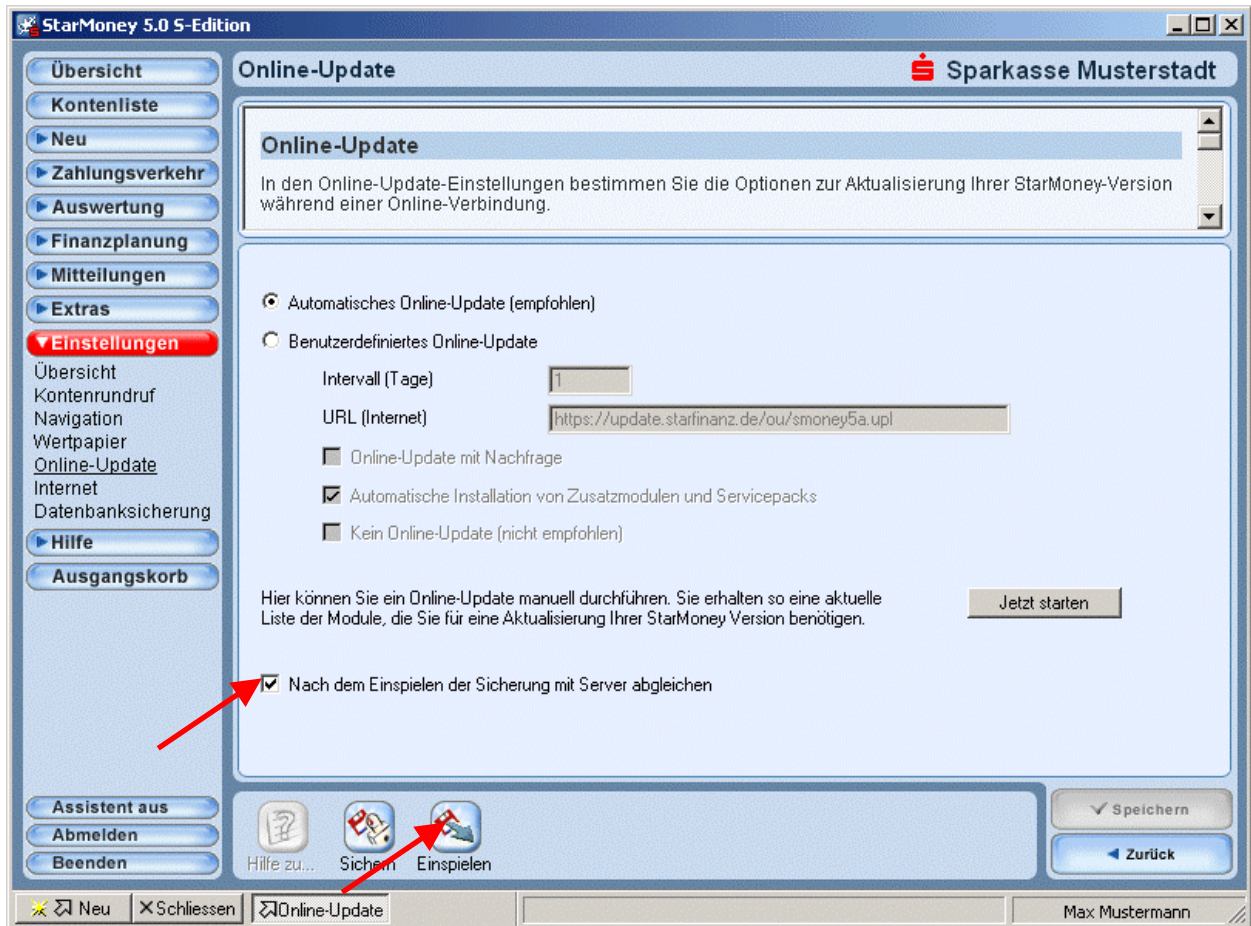 StarMoney 5.0 S-Edition
Übersicht
Kontenliste
Neu
Zahlungsverkehr
Auswertung
Finanzplanung
Mitteilungen
Extras
Einstellungen
Übersicht
Kontenrundruf
Navigation
Wertpapier
Online-Update
Internet
Datenbanksicherung
Hilfe
Ausgangskorb
Assistent aus
Abmelden
Beenden
Online-Update
Sparkasse Musterstadt
Online-Update
In den Online-Update-Einstellungen bestimmen Sie die Optionen zur Aktualisierung Ihrer StarMoney-Version
während einer Online-Verbindung.
Automatisches Online-Update (empfohlen)
Benutzerdefiniertes Online-Update
Intervall (Tage) 1
URL (Internet) https://update.starfinanz.de/ou/smoney5a.upl
Online-Update mit Nachfrage
Automatische Installation von Zusatzmodulen und Servicepacks
Kein Online-Update (nicht empfohlen)
Hier können Sie ein Online-Update manuell durchführen. Sie erhalten so eine aktuelle
Liste der Module, die Sie für eine Aktualisierung Ihrer StarMoney Version benötigen.
Jetzt starten
Nach dem Einspielen der Sicherung mit Server abgleichen
Hilfe zu... Sichern Einspielen
Speichern
Zurück
Neu Schliessen Online-Update Max Mustermann